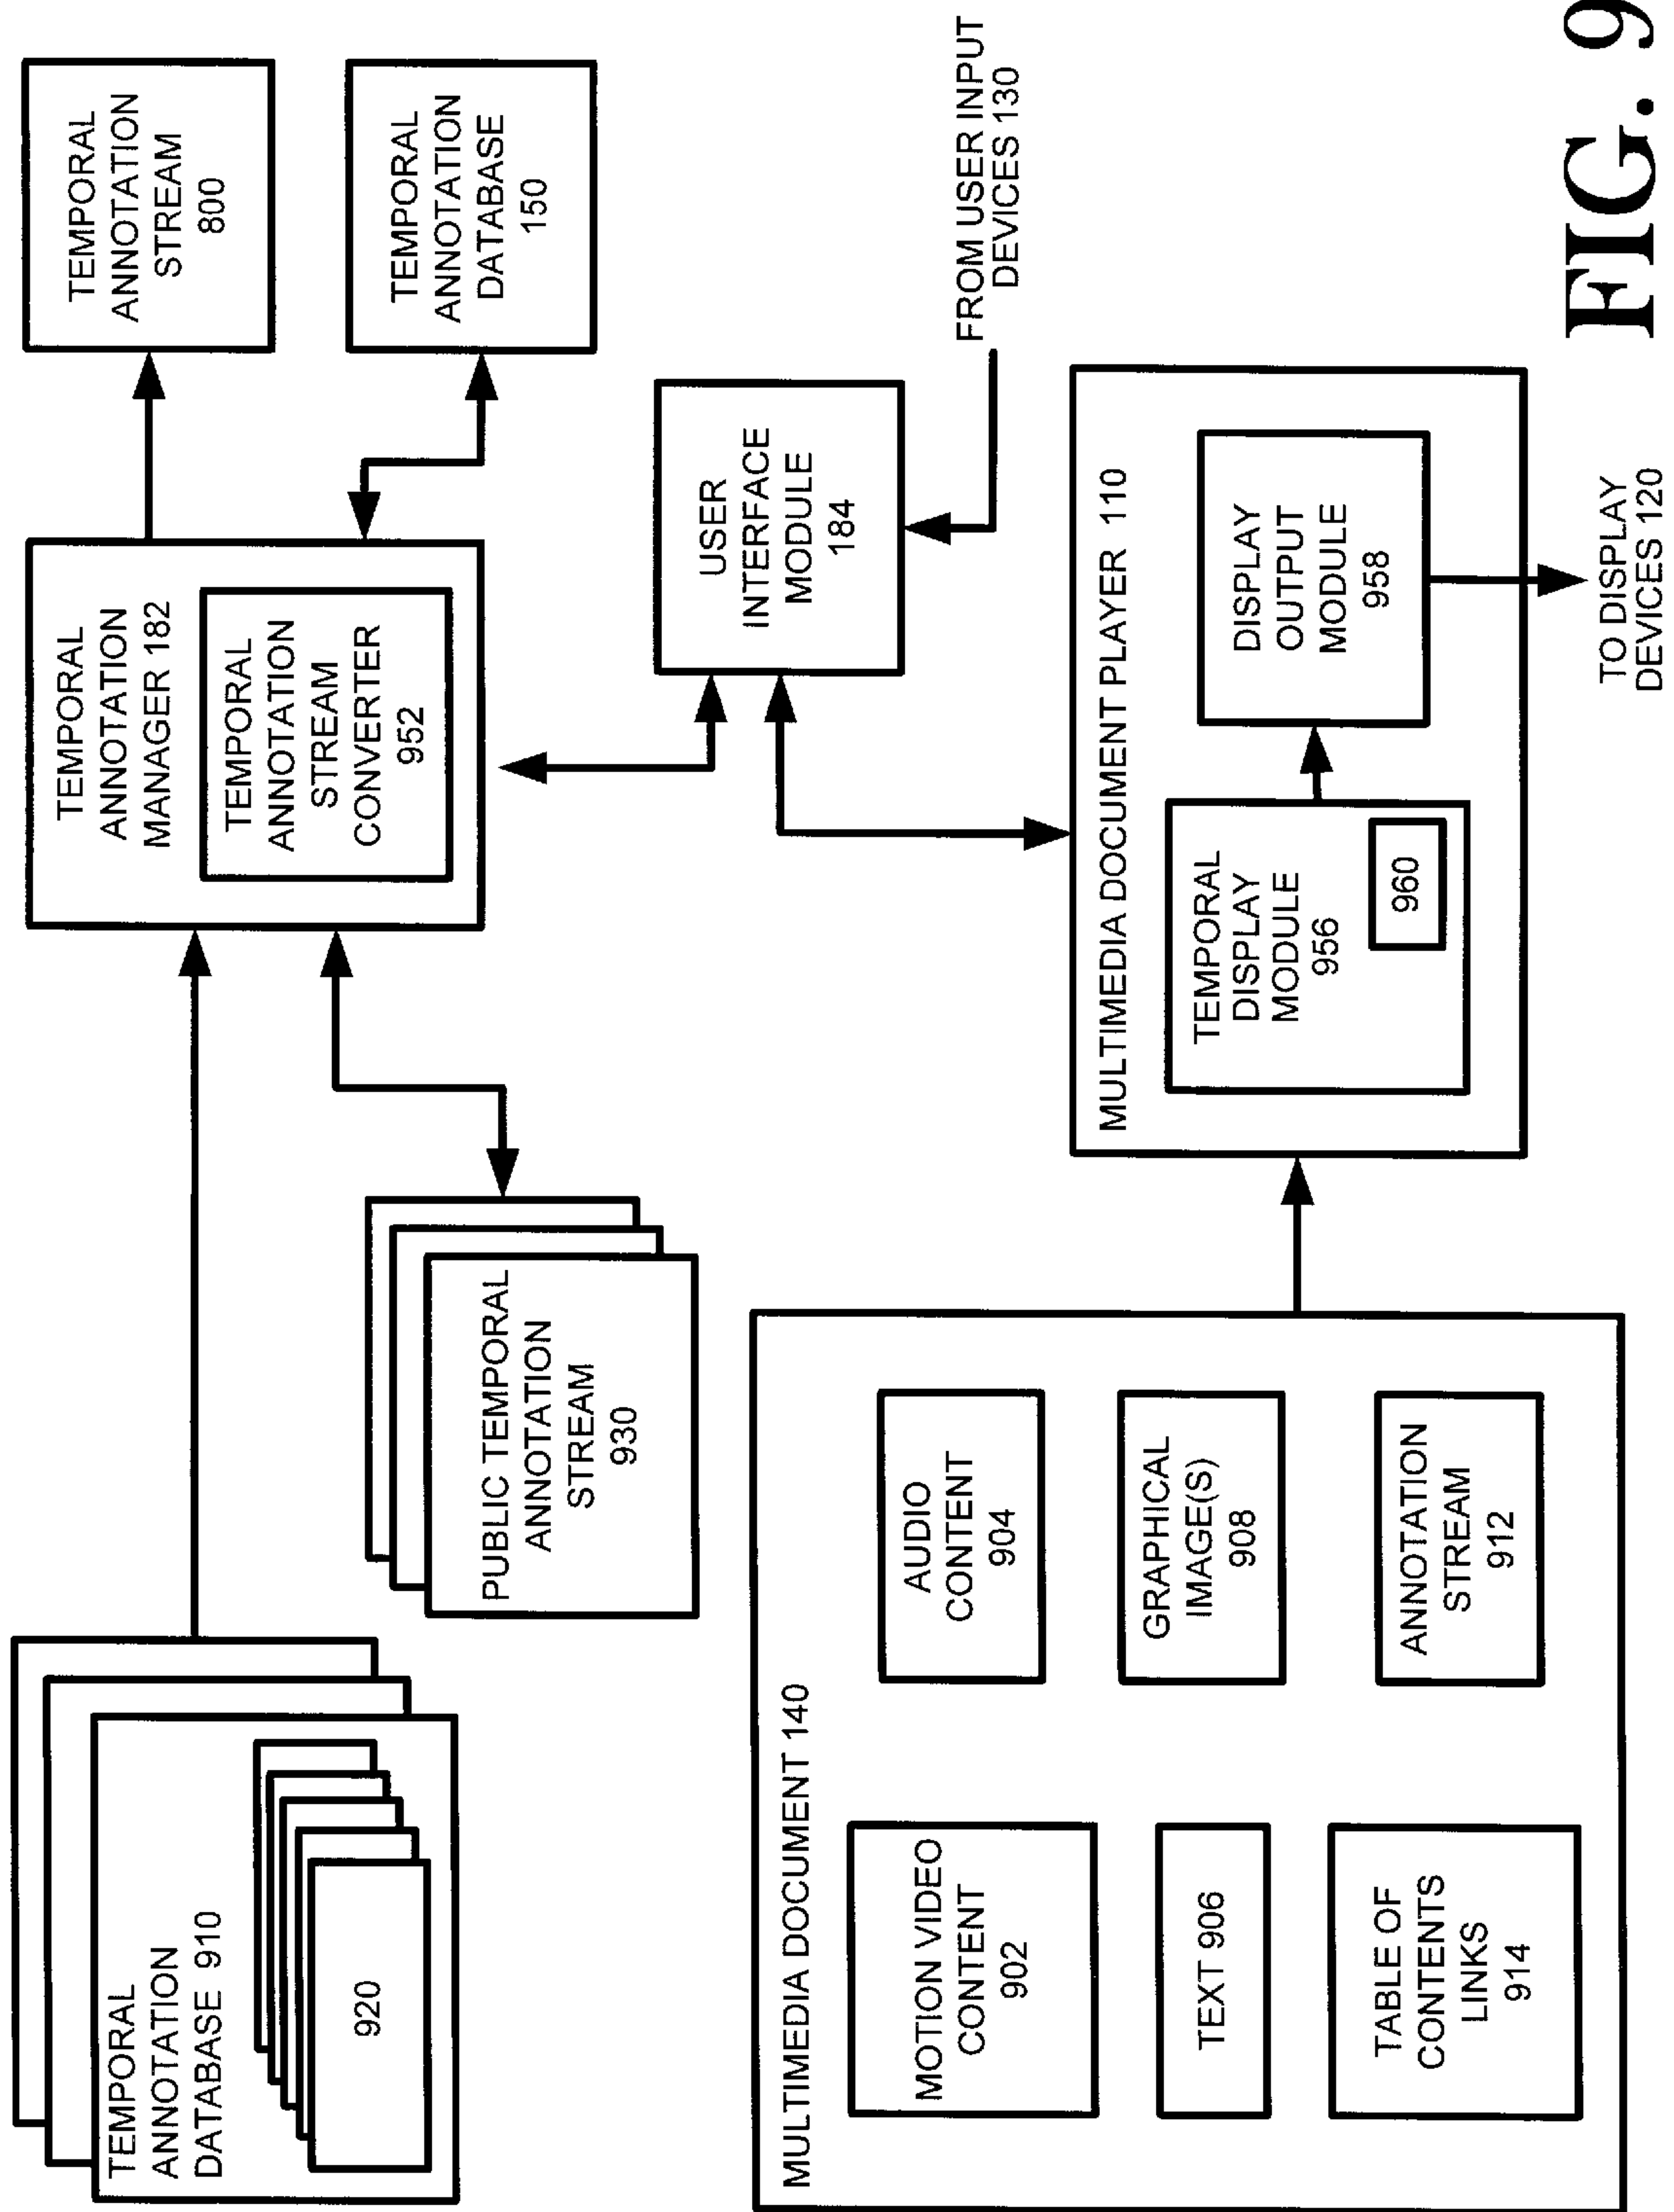 TEMPORAL
ANNOTATION
DATABASE 910
920
TEMPORAL
ANNOTATION
MANAGER 182
TEMPORAL
ANNOTATION
STREAM
CONVERTER
952
TEMPORAL
ANNOTATION
STREAM
800
TEMPORAL
ANNOTATION
DATABASE
150
PUBLIC TEMPORAL
ANNOTATION
STREAM
930
USER
INTERFACE
MODULE
184
FROM USER INPUT
DEVICES 130
MULTIMEDIA DOCUMENT 140
MOTION VIDEO
CONTENT
902
AUDIO
CONTENT
904
TEXT 906
GRAPHICAL
IMAGE(S)
908
TABLE OF
CONTENTS
LINKS
914
ANNOTATION
STREAM
912
MULTIMEDIA DOCUMENT PLAYER 110
TEMPORAL
DISPLAY
MODULE
956
960
DISPLAY
OUTPUT
MODULE
958
TO DISPLAY
DEVICES 120
FIG. 9